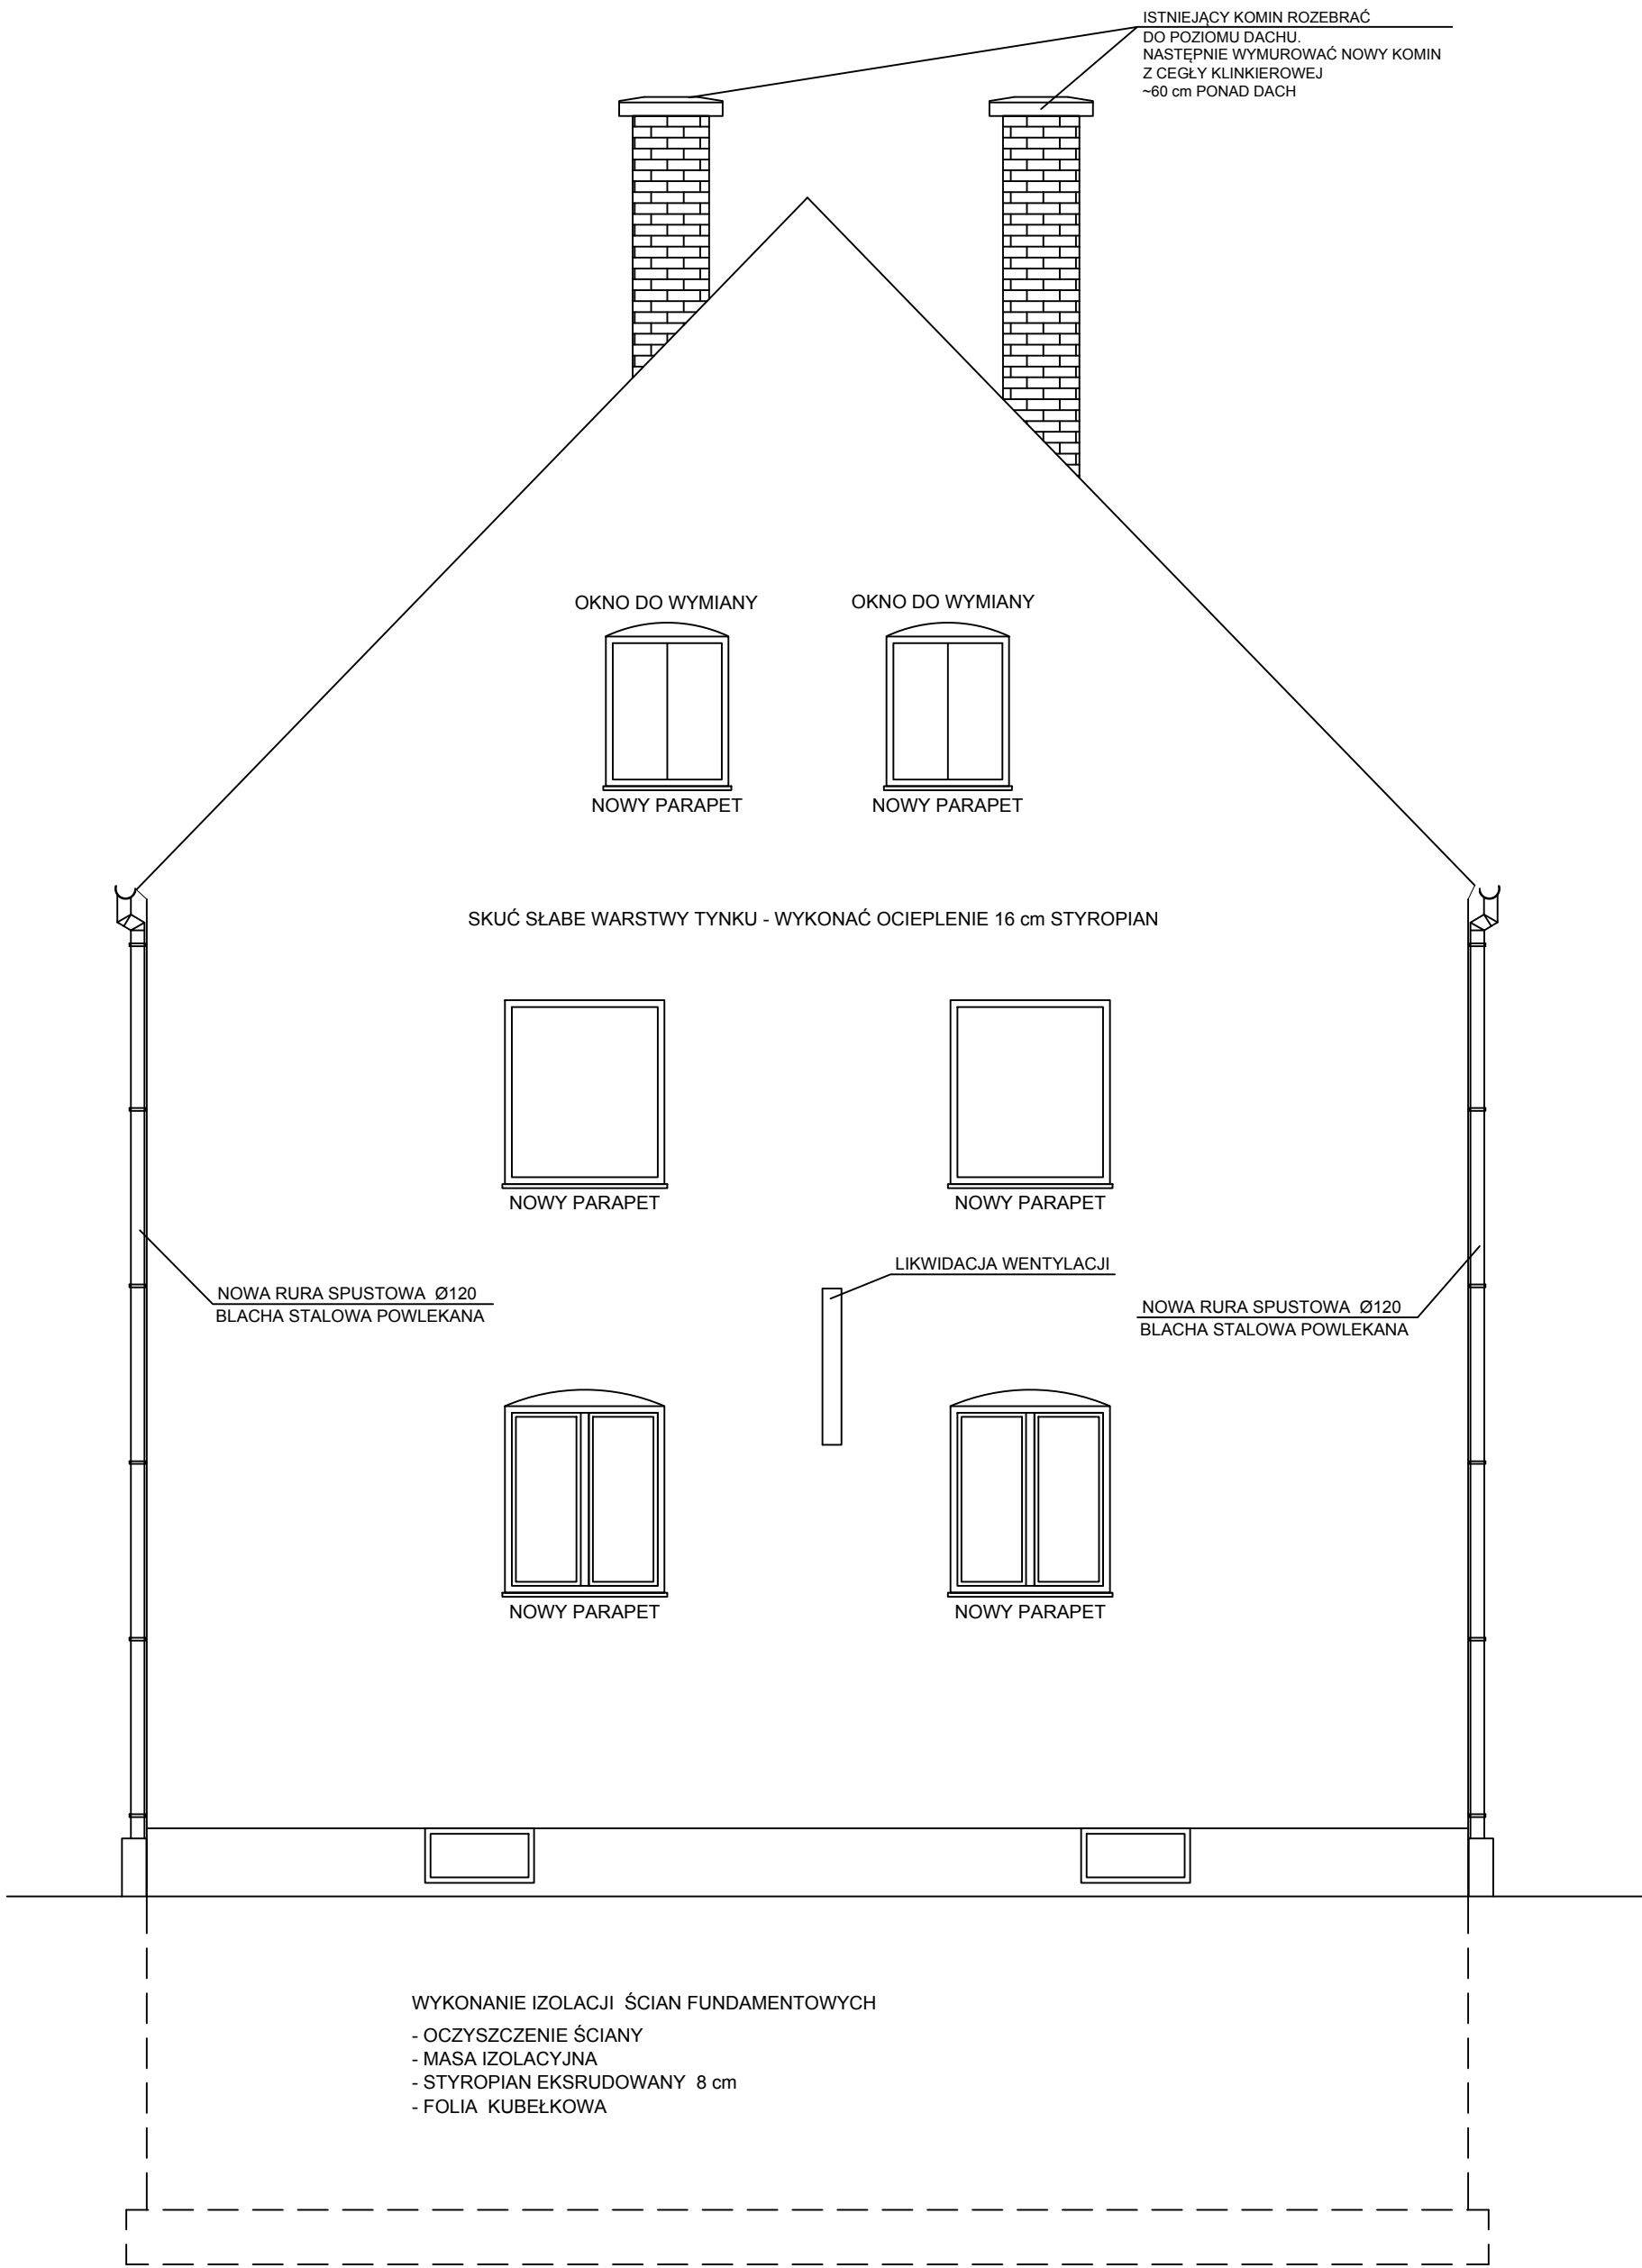 ISTNIEJĄCY KOMIN ROZEBRAĆ
DO POZIOMU DACHU.
NASTĘPNIE WYMUROWAĆ NOWY KOMIN
Z CEGŁY KLINKIEROWEJ
~60 cm PONAD DACH
OKNO DO WYMIANY
OKNO DO WYMIANY
NOWY PARAPET
NOWY PARAPET
SKUĆ SŁABE WARSTWY TYNKU - WYKONAĆ OCIEPLENIE 16 cm STYROPIAN
NOWY PARAPET
NOWY PARAPET
LIKWIDACJA WENTYLACJI
NOWA RURA SPUSTOWA Ø120
BLACHA STALOWA POWLEKANA
NOWA RURA SPUSTOWA Ø120
BLACHA STALOWA POWLEKANA
NOWY PARAPET
NOWY PARAPET
WYKONANIE IZOLACJI ŚCIAN FUNDAMENTOWYCH
- OCZYSZCZENIE ŚCIANY
- MASA IZOLACYJNA
- STYROPIAN EKSRUDOWANY 8 cm
- FOLIA KUBEŁKOWA